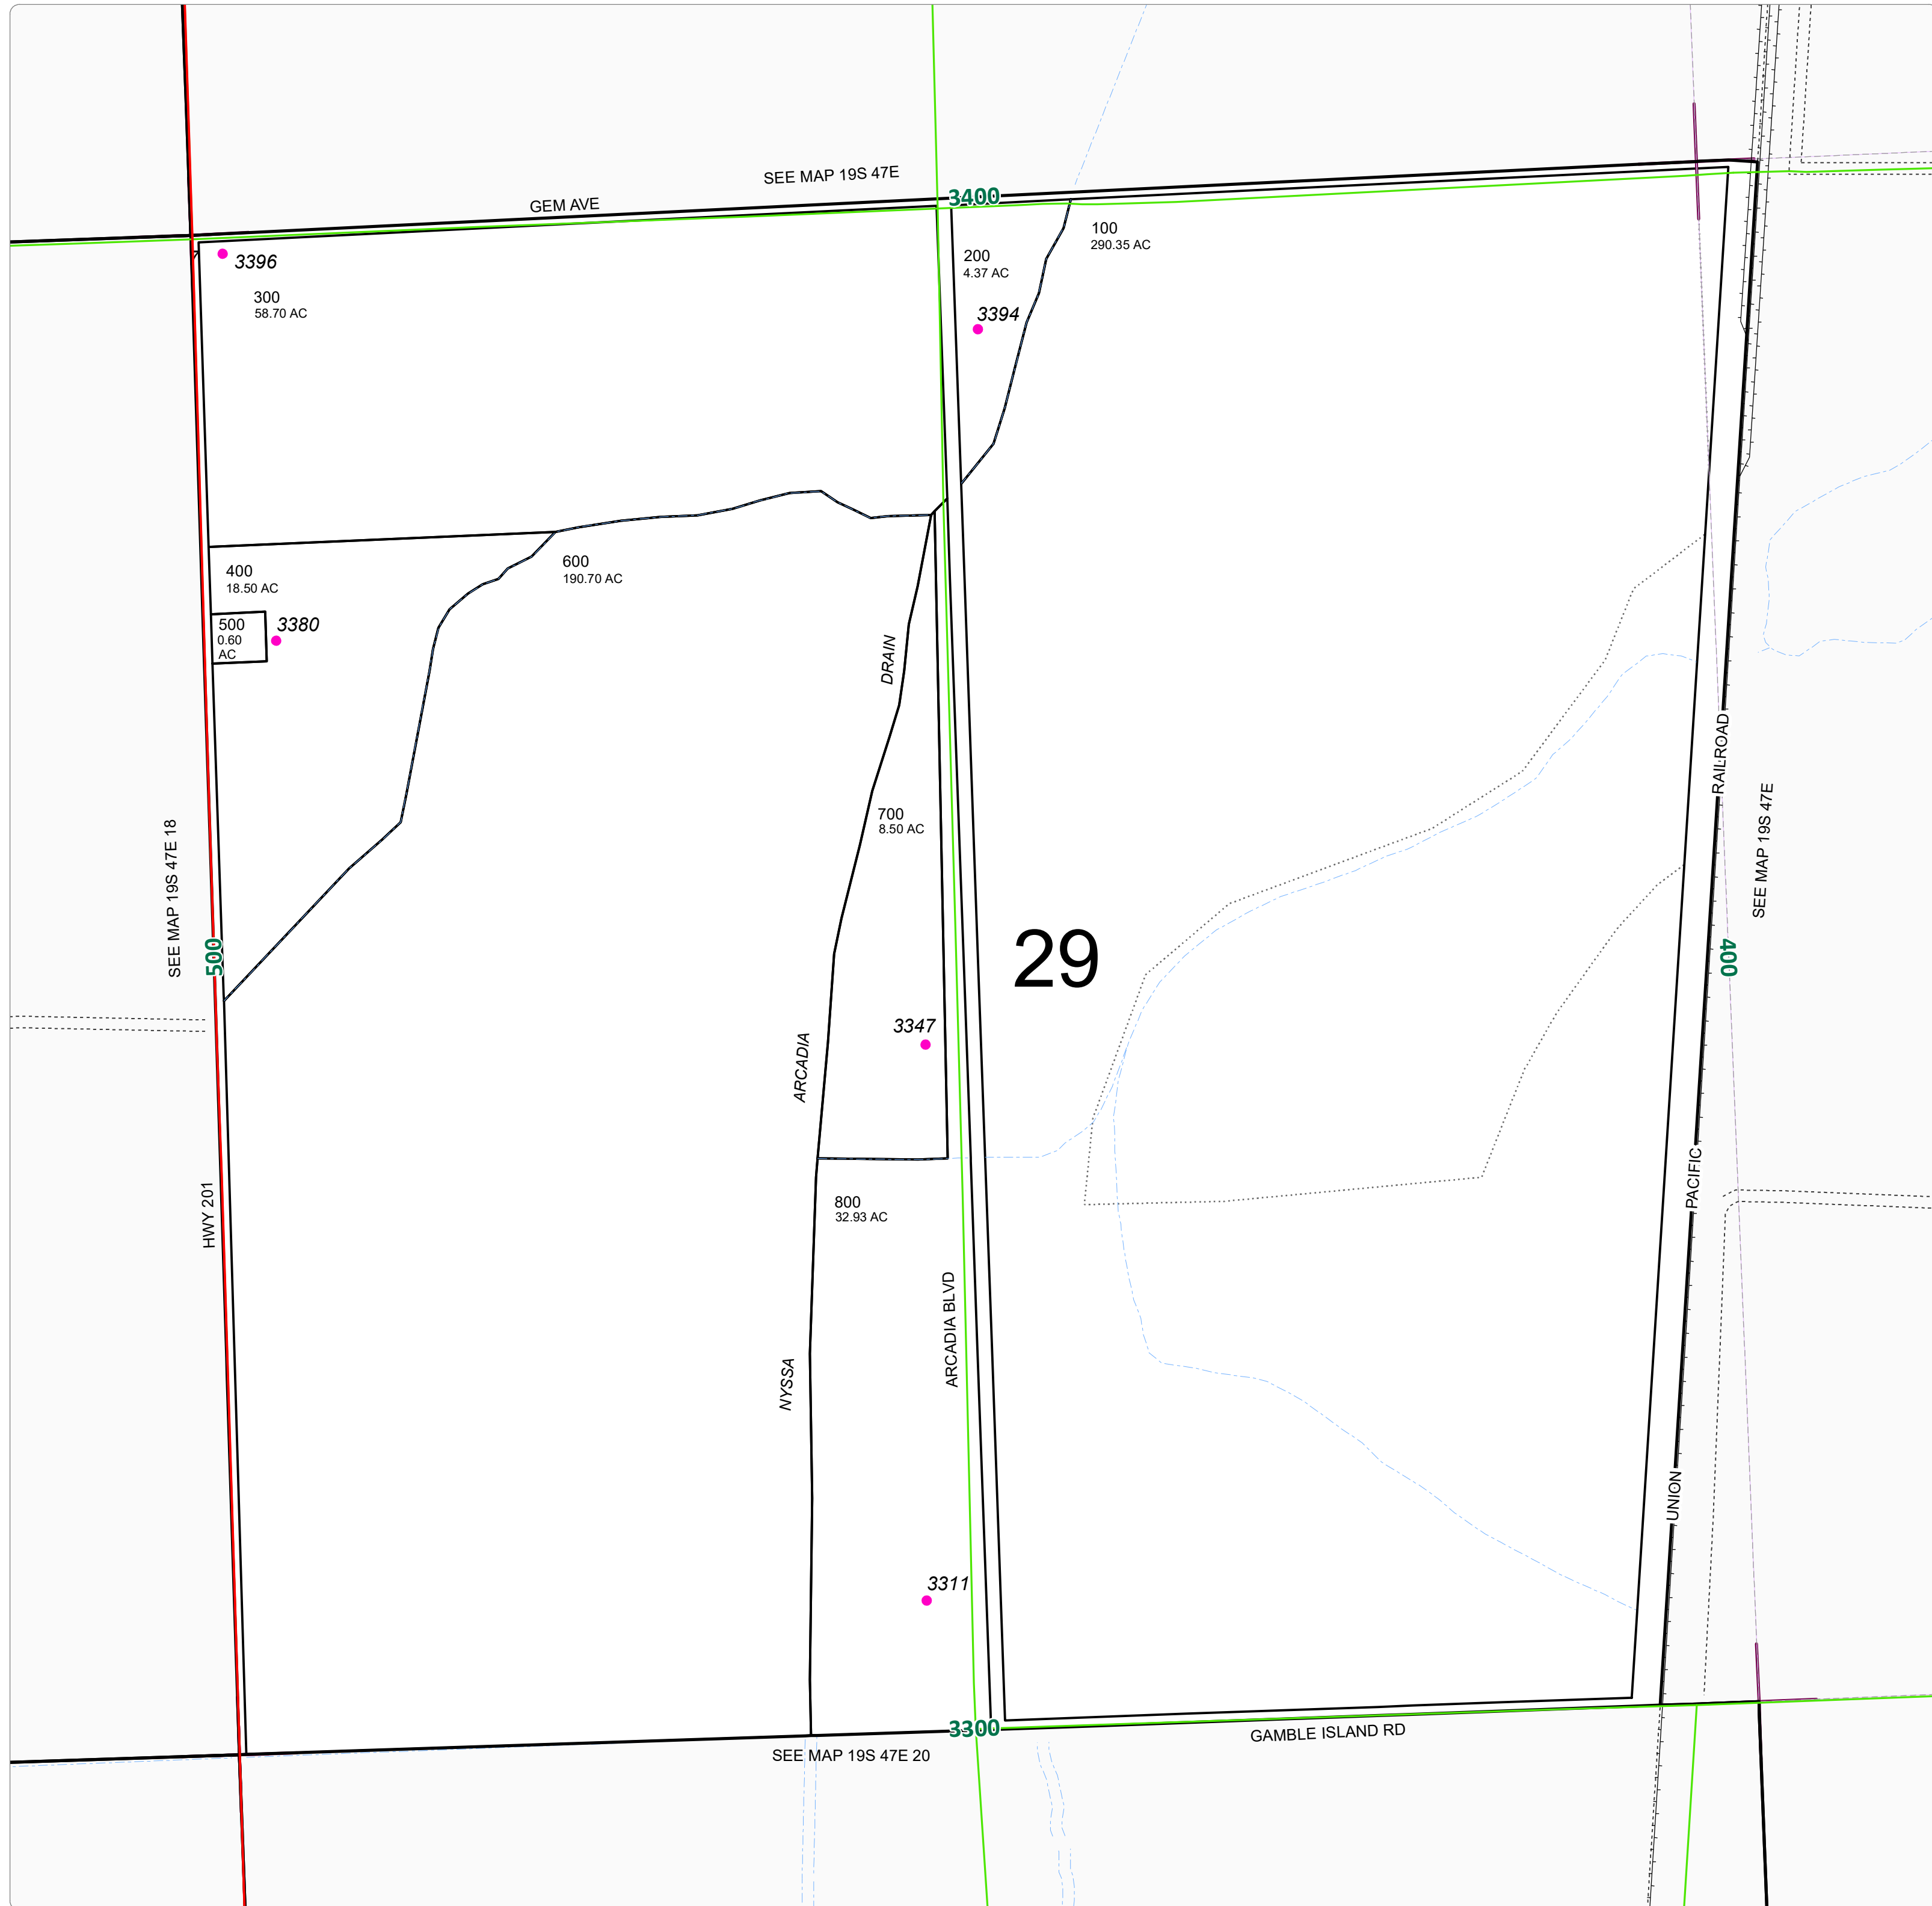 SEE MAP 19S 47E
GEM AVE
3400
100
290.35 AC
200
4.37 AC
3396
300
58.70 AC
3394
600
190.70 AC
400
18.50 AC
500
0.60
AC
3380
DRAIN
RAILROAD
700
8.50 AC
SEE MAP 19S 47E
SEE MAP 19S 47E 18
500
29
400
3347
ARCADIA
PACIFIC
800
32.93 AC
HWY 201
ARCADIA BLVD
NYSSA
UNION
3311
3300
GAMBLE ISLAND RD
SEE MAP 19S 47E 20